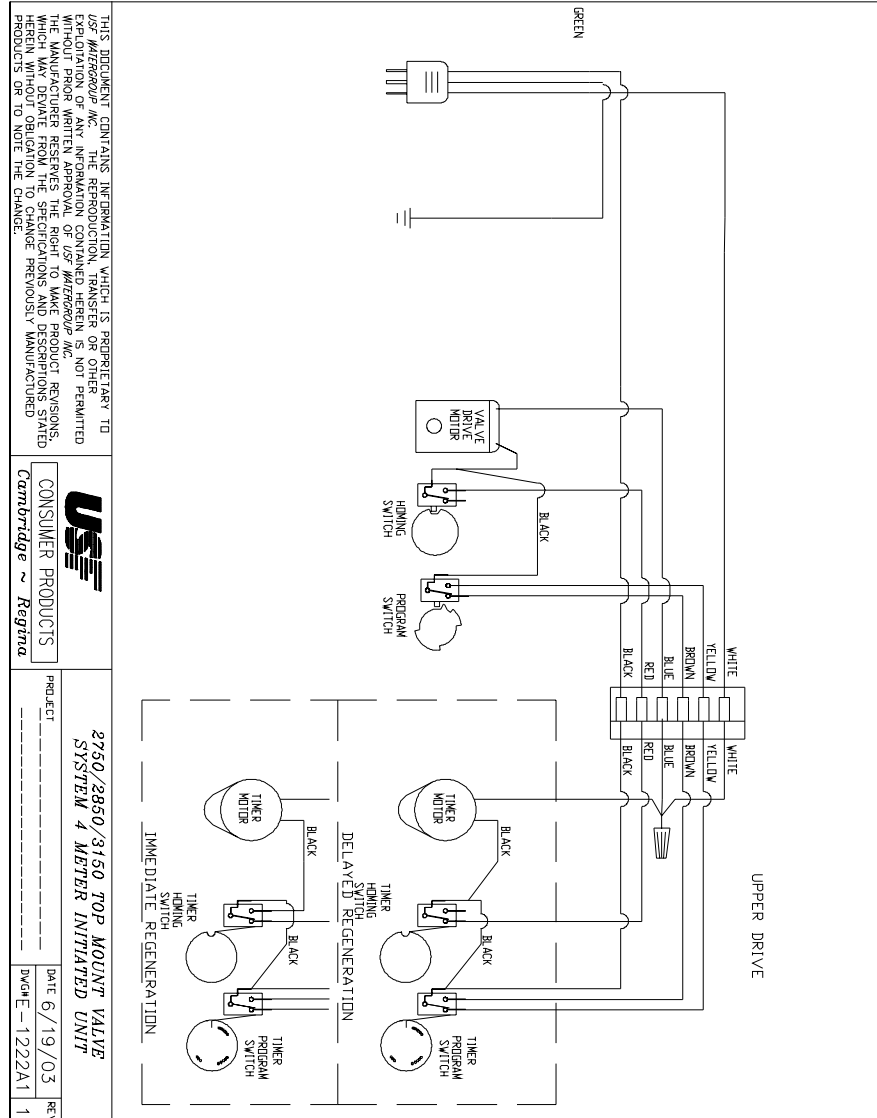 UPPER DRIVE
GREEN
WHITE
YELLOW
BROWN
BLUE
RED
BLACK
WHITE
YELLOW
BROWN
BLUE
RED
BLACK
VALVE
DRIVE
MOTOR
BLACK
HOMING
SWITCH
PROGRAM
SWITCH
TIMER
MOTOR
BLACK
TIMER
HOMING
SWITCH
BLACK
TIMER
PROGRAM
SWITCH
DELAYED REGENERATION
TIMER
MOTOR
BLACK
TIMER
HOMING
SWITCH
BLACK
TIMER
PROGRAM
SWITCH
IMMEDIATE REGENERATION
THIS DOCUMENT CONTAINS INFORMATION WHICH IS PROPRIETARY TO
USF WATERGROUP INC. THE REPRODUCTION, TRANSFER OR OTHER
EXPLOITATION OF ANY INFORMATION CONTAINED HEREIN IS NOT PERMITTED
WITHOUT PRIOR WRITTEN APPROVAL OF USF WATERGROUP INC.
THE MANUFACTURER RESERVES THE RIGHT TO MAKE PRODUCT REVISIONS,
WHICH MAY DEVIATE FROM THE SPECIFICATIONS AND DESCRIPTIONS STATED
HEREIN WITHOUT OBLIGATION TO CHANGE PREVIOUSLY MANUFACTURED
PRODUCTS OR TO NOTE THE CHANGE.
USF
CONSUMER PRODUCTS
Cambridge ~ Regina
2750/2850/3150 TOP MOUNT VALVE
SYSTEM 4 METER INITIATED UNIT
PROJECT
DATE 6/19/03
DWG# E-1222A1
REV
1